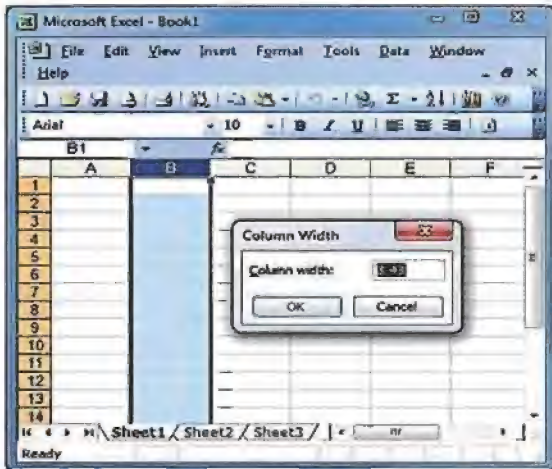 Microsoft Excel - Book1
File Edit View Insert Format Tools Data Window
Help
Arial 10 B I U
B1 fx
A B C D E F
1
2
3
4
Column Width
5
Column width:
6
7
8
OK Cancel
9
10
11
12
13
14
Sheet1 / Sheet2 / Sheet3 /
Ready